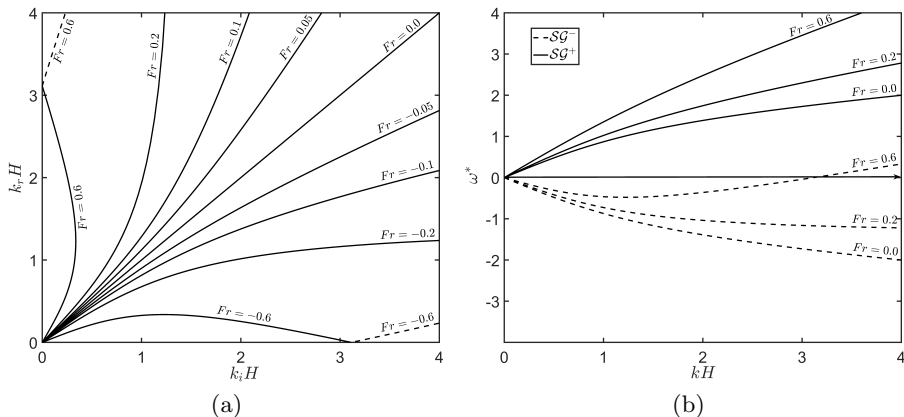 4
3
2
1
0
k_rH
0 1 2 3 4
k_iH
Fr = 0.6
Fr = 0.2
Fr = 0.1
Fr = 0.05
Fr = 0.0
Fr = −0.05
Fr = −0.1
Fr = −0.2
Fr = 0.6
Fr = −0.6
Fr = −0.6
(a)
4
3
2
1
0
-1
-2
-3
ω*
0 1 2 3 4
kH
SG⁻
SG⁺
Fr = 0.6
Fr = 0.2
Fr = 0.0
Fr = 0.6
Fr = 0.2
Fr = 0.0
(b)